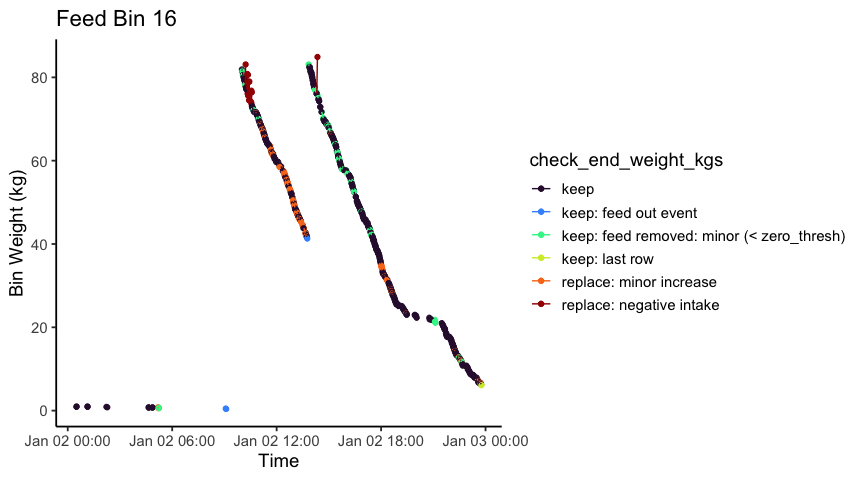 Feed Bin 16
Bin Weight (kg)
80
60
40
20
0
Jan 02 00:00 Jan 02 06:00 Jan 02 12:00 Jan 02 18:00 Jan 03 00:00
Time
check_end_weight_kgs
keep
keep: feed out event
keep: feed removed: minor (< zero_thresh)
keep: last row
replace: minor increase
replace: negative intake